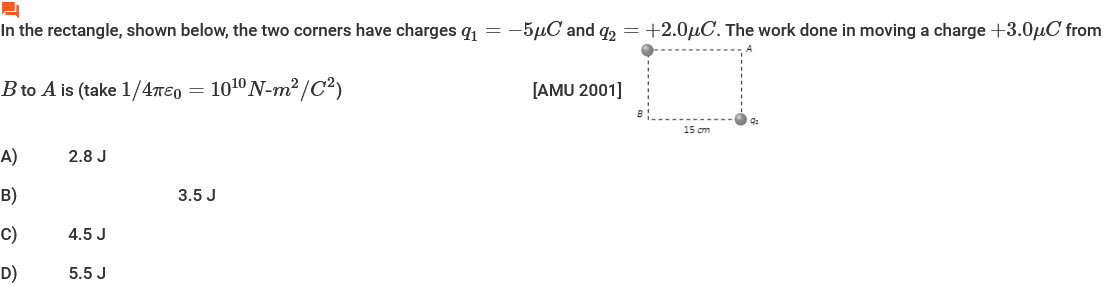 In the rectangle, shown below, the two corners have charges q₁ = −5μC and q₂ = +2.0μC. The work done in moving a charge +3.0μC from
A
B to A is (take 1/4πε₀ = 10¹⁰ N-m²/C²) [AMU 2001]
B
q₂
15 cm
A) 2.8 J
B) 3.5 J
C) 4.5 J
D) 5.5 J